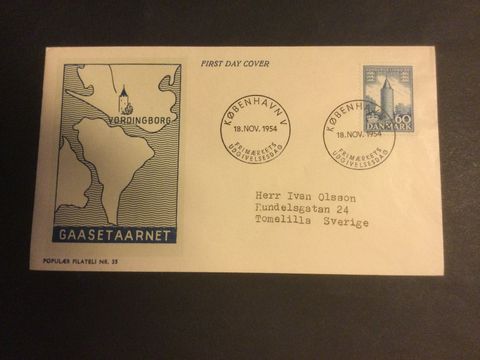 FIRST DAY COVER
VORDINGBORG
GAASETAARNET
POPULÆR FILATELI NR. 35
KØBENHAVN V
18. NOV. 1954
FRIMÆRKETS
UDGIVELSESDAG
KØBENHAVN
18. NOV. 1954
FRIMÆRKETS
UDGIVELSESDAG
60
DANMARK
Herr Ivan Olsson
Rundelsgatan 24
Tomelilla Sverige